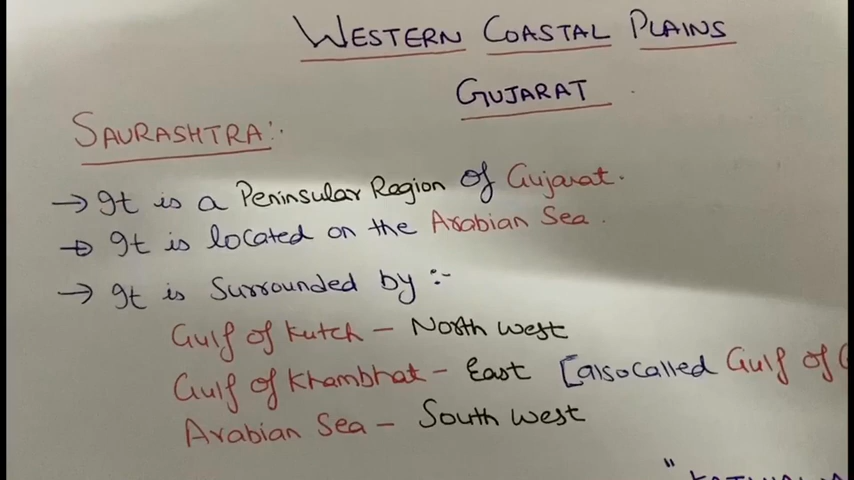 WESTERN COASTAL PLAINS
GUJARAT
SAURASHTRA:-
→ It is a Peninsular Region of Gujarat.
→ It is located on the Arabian Sea.
→ It is Surrounded by :-
Gulf of Kutch - North west
Gulf of Khambhat - East [also called Gulf of
Arabian Sea - South west